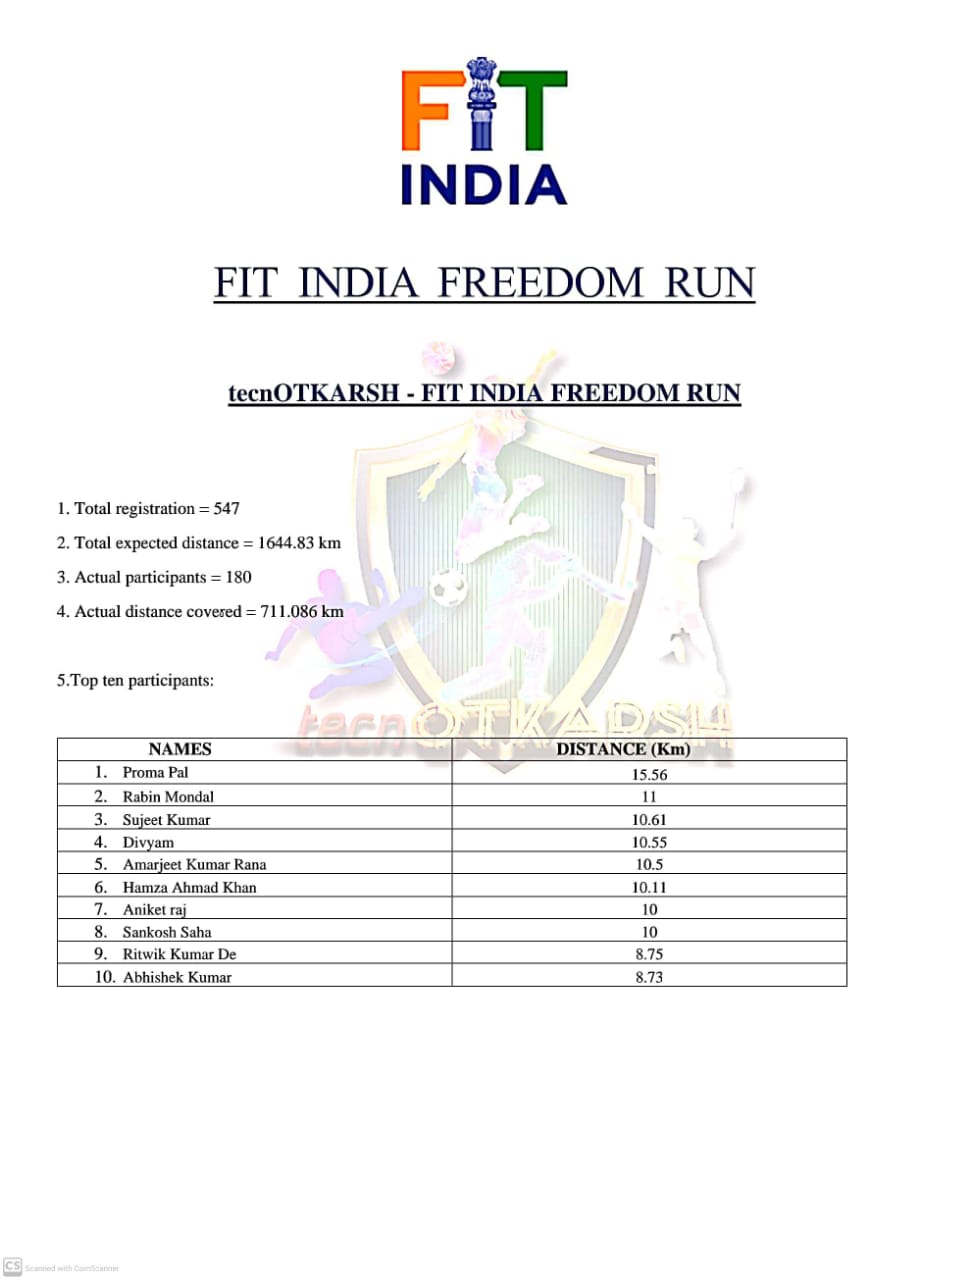 FIT
INDIA
FIT INDIA FREEDOM RUN
tecnOTKARSH - FIT INDIA FREEDOM RUN
1. Total registration = 547
2. Total expected distance = 1644.83 km
3. Actual participants = 180
4. Actual distance covered = 711.086 km
5.Top ten participants:
tecnOTKARSH
NAMES DISTANCE (Km)
1. Proma Pal 15.56
2. Rabin Mondal 11
3. Sujeet Kumar 10.61
4. Divyam 10.55
5. Amarjeet Kumar Rana 10.5
6. Hamza Ahmad Khan 10.11
7. Aniket raj 10
8. Sankosh Saha 10
9. Ritwik Kumar De 8.75
10. Abhishek Kumar 8.73
CS Scanned with CamScanner